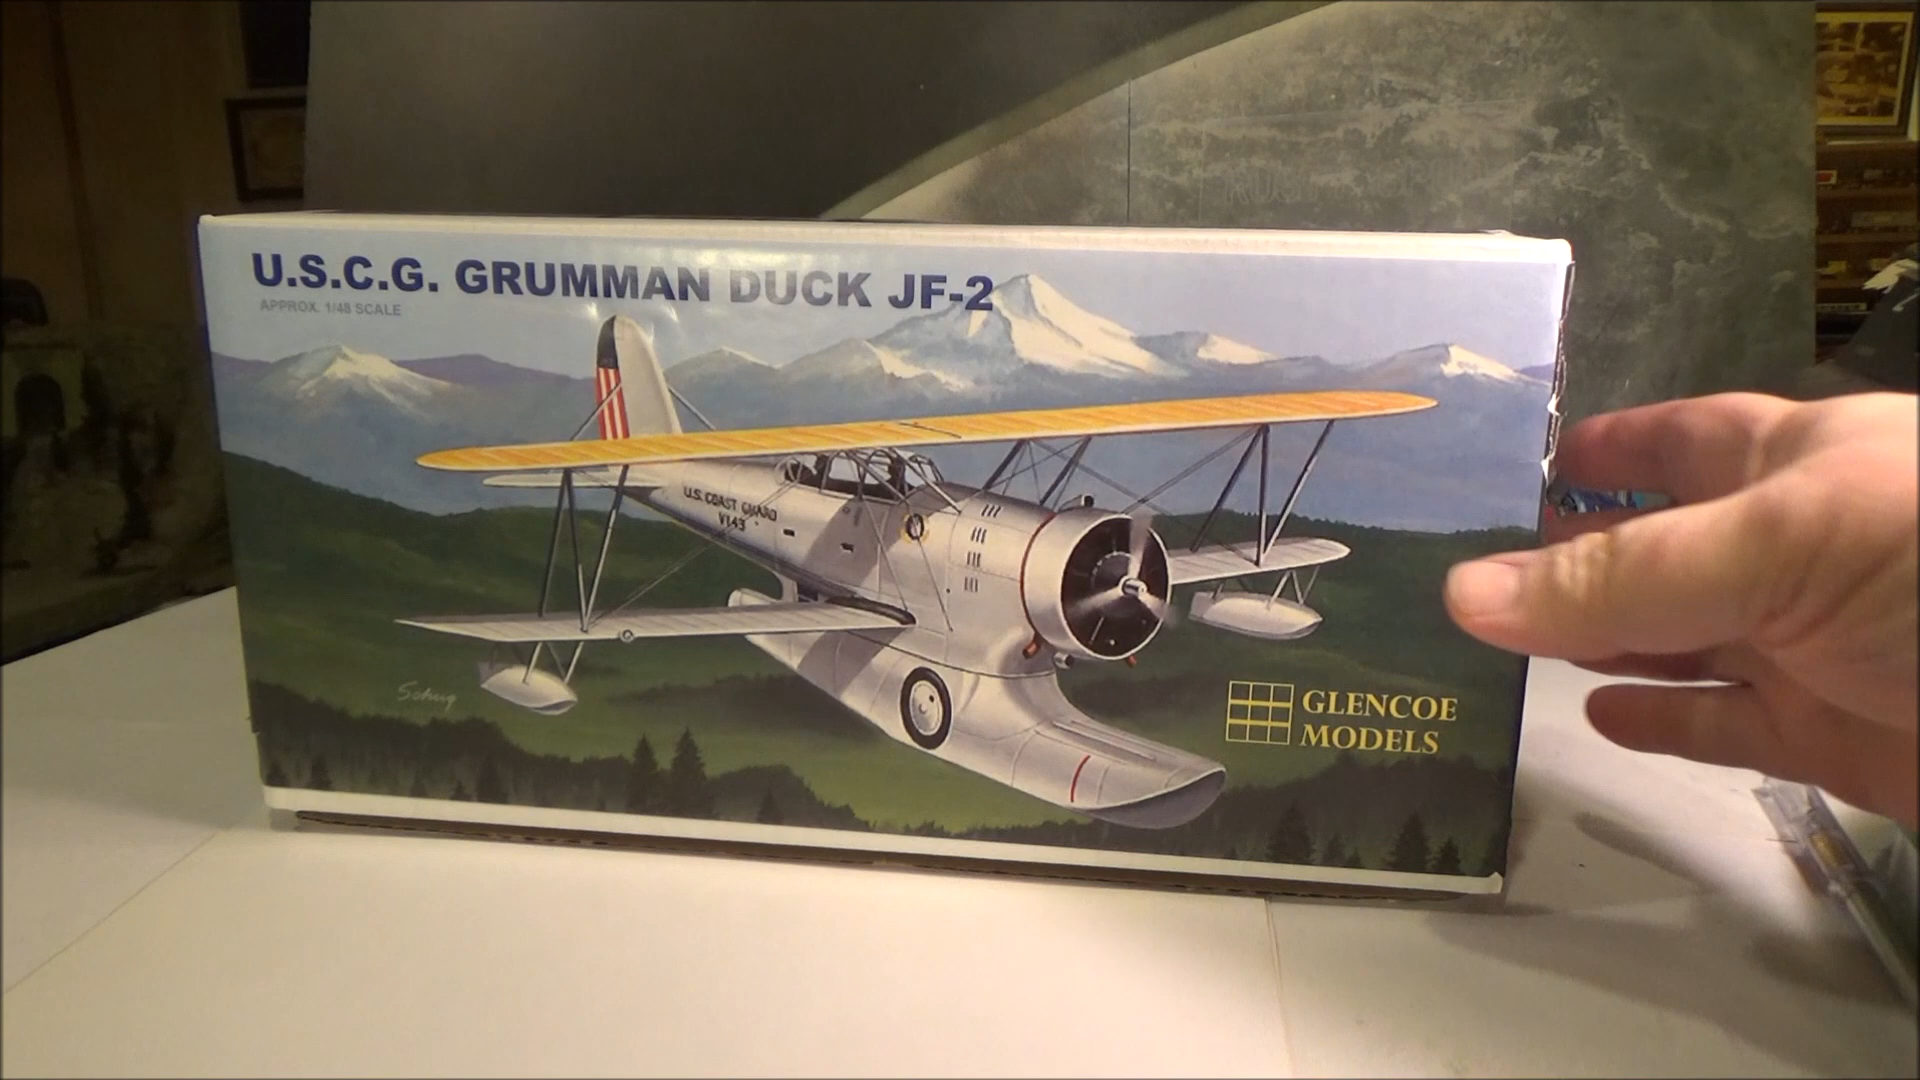 U.S.C.G. GRUMMAN DUCK JF-2
APPROX. 1/48 SCALE
U.S. COAST GUARD
V143
GLENCOE
MODELS